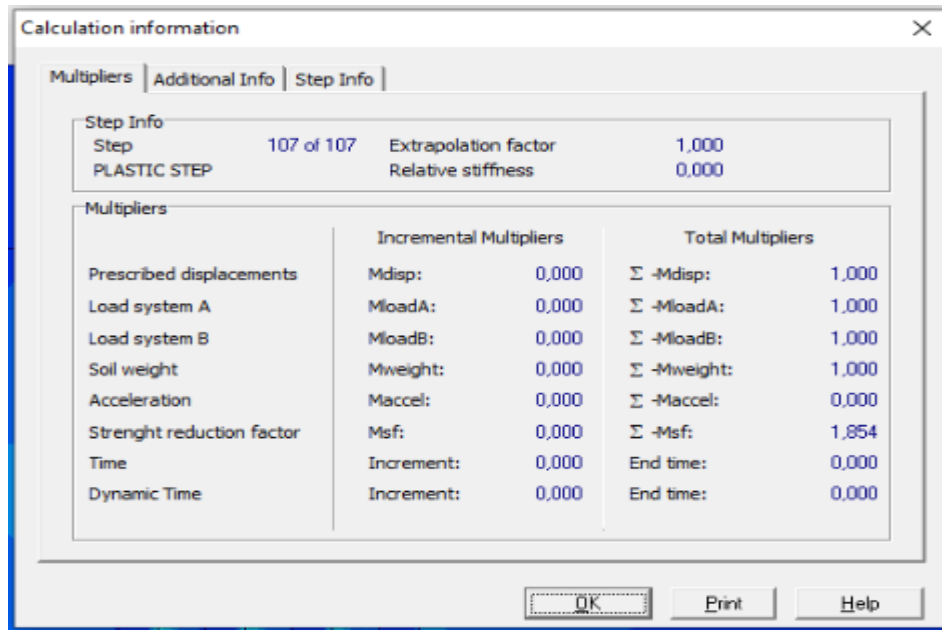 Calculation information
Multipliers Additional Info Step Info
Step Info
Step 107 of 107 Extrapolation factor 1,000
PLASTIC STEP Relative stiffness 0,000
Multipliers
Incremental Multipliers Total Multipliers
Prescribed displacements Mdisp: 0,000 Σ -Mdisp: 1,000
Load system A MloadA: 0,000 Σ -MloadA: 1,000
Load system B MloadB: 0,000 Σ -MloadB: 1,000
Soil weight Mweight: 0,000 Σ -Mweight: 1,000
Acceleration Maccel: 0,000 Σ -Maccel: 0,000
Strenght reduction factor Msf: 0,000 Σ -Msf: 1,854
Time Increment: 0,000 End time: 0,000
Dynamic Time Increment: 0,000 End time: 0,000
OK Print Help